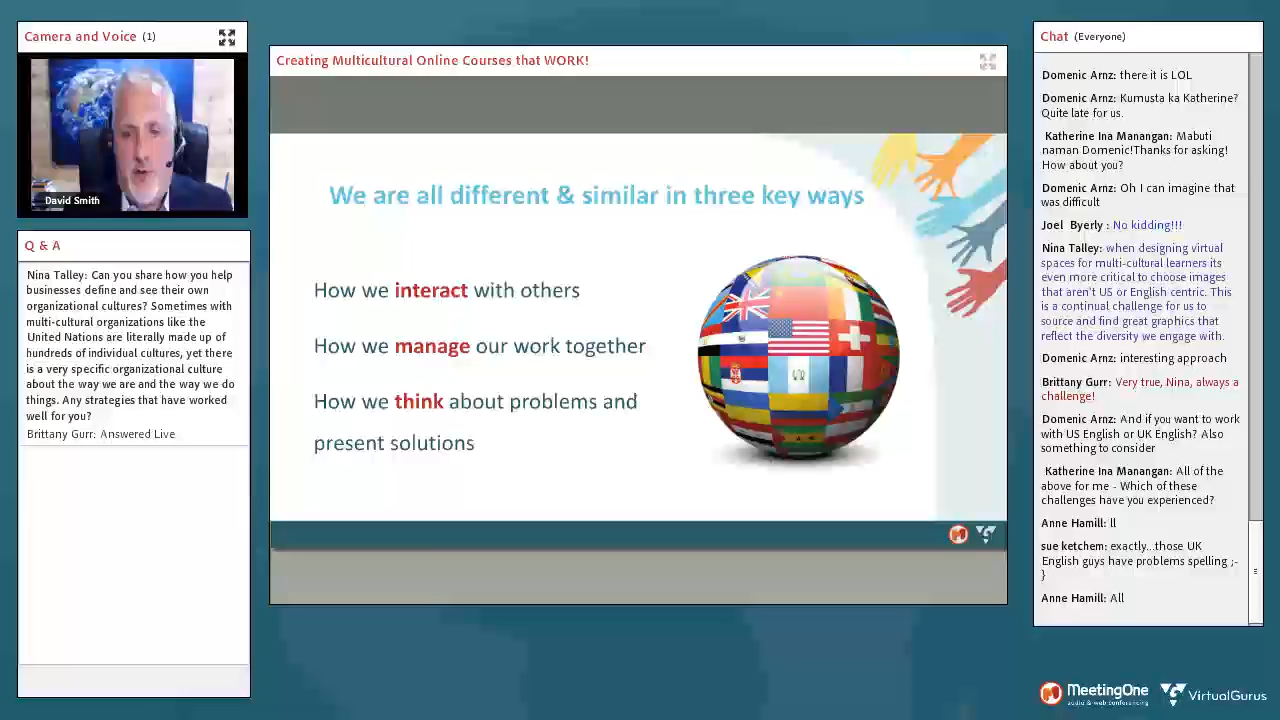 Camera and Voice (1)
David Smith
Q & A
Nina Talley: Can you share how you help
businesses define and see their own
organizational cultures? Sometimes with
multi-cultural organizations like the
United Nations are literally made up of
hundreds of individual cultures, yet there
is a very specific organizational culture
about the way we are and the way we do
things. Any strategies that have worked
well for you?
Brittany Gurr: Answered Live
Creating Multicultural Online Courses that WORK!
We are all different & similar in three key ways
How we interact with others
How we manage our work together
How we think about problems and
present solutions
Chat (Everyone)
Domenic Arnz: there it is LOL
Domenic Arnz: Kumusta ka Katherine?
Quite late for us.
Katherine Ina Manangan: Mabuti
naman Domenic!Thanks for asking!
How about you?
Domenic Arnz: Oh I can imagine that
was difficult
Joel Byerly : No kidding!!!
Nina Talley: when designing virtual
spaces for multi-cultural learners its
even more critical to choose images
that aren't US or English centric. This
is a continual challenge for us to
source and find great graphics that
reflect the diversity we engage with.
Domenic Arnz: interesting approach
Brittany Gurr: Very true, Nina, always a
challenge!
Domenic Arnz: And if you want to work
with US English or UK English? Also
something to consider
Katherine Ina Manangan: All of the
above for me - Which of these
challenges have you experienced?
Anne Hamill: ll
sue ketchem: exactly...those UK
English guys have problems spelling ;-
}
Anne Hamill: All
MeetingOne
audio & web conferencing
VirtualGurus